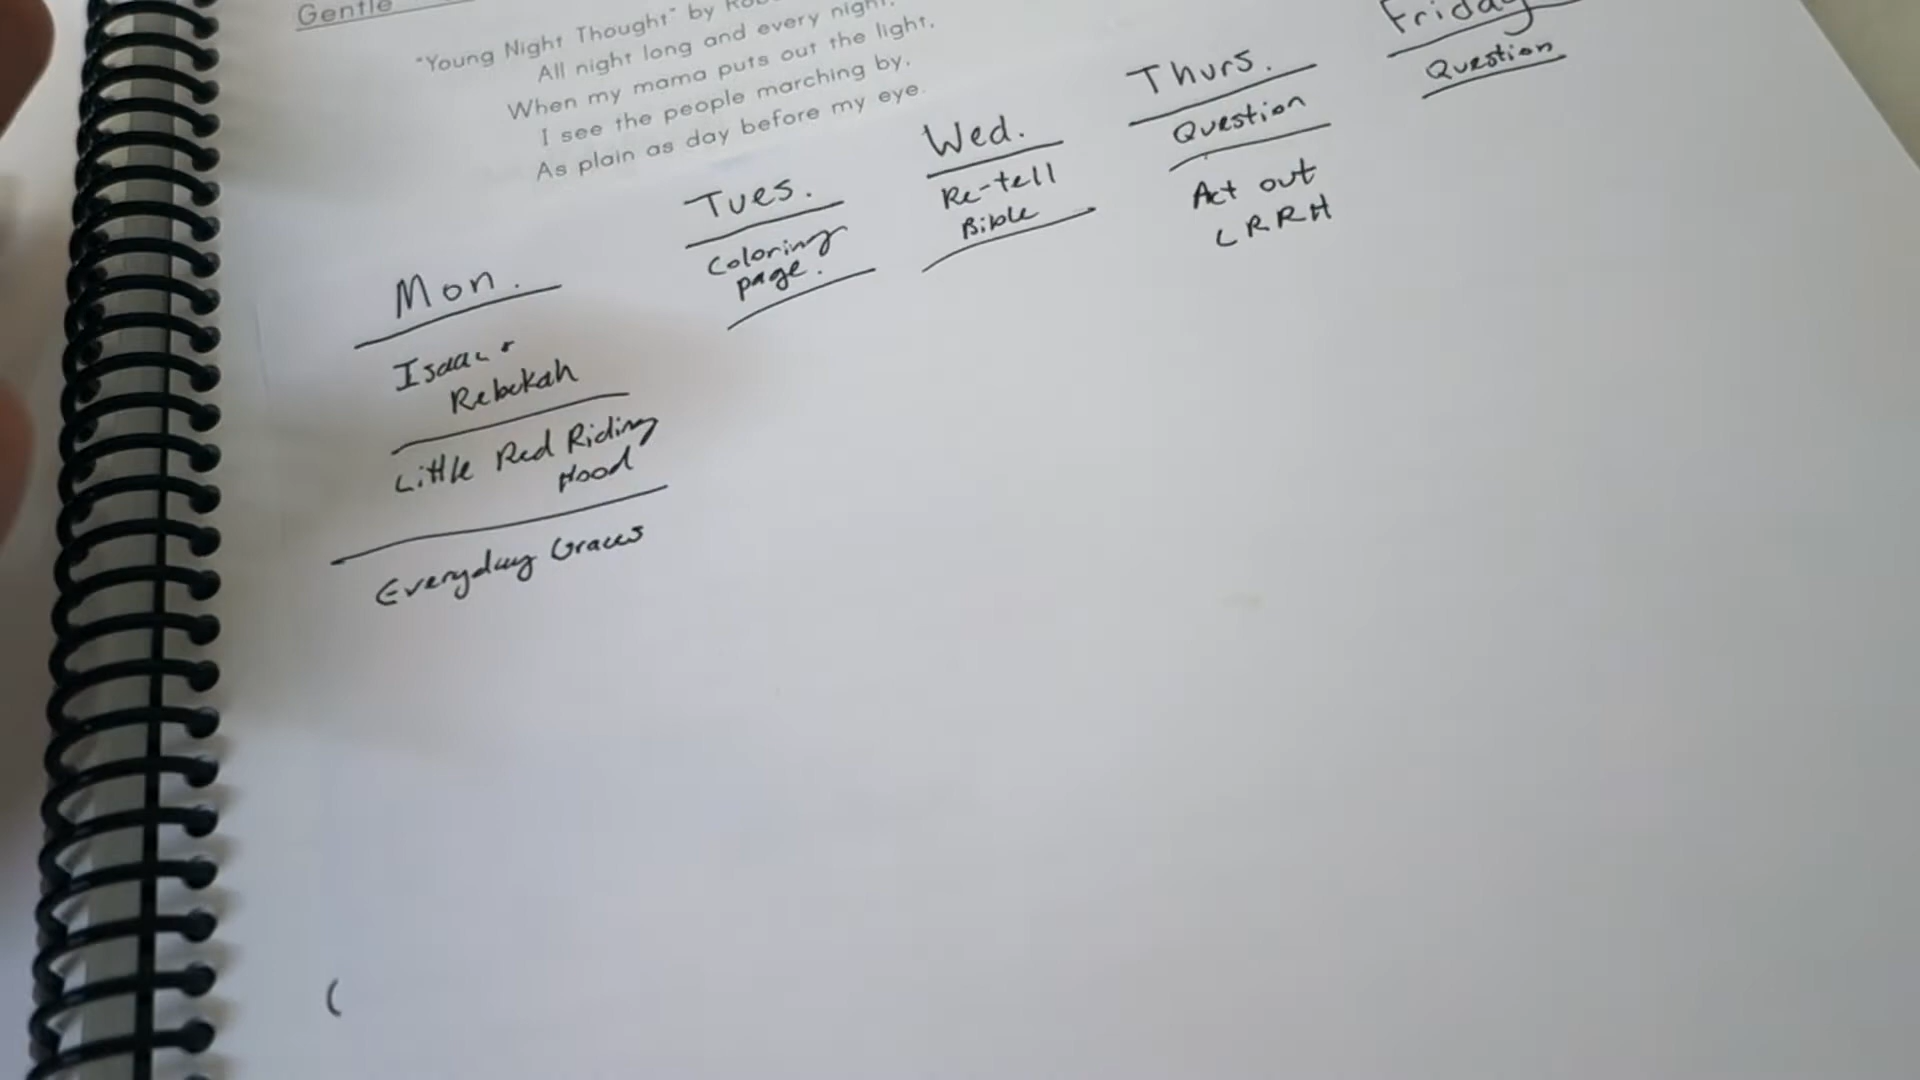 Gentle
"Young Night Thought" by Ro
All night long and every night,
When my mama puts out the light,
I see the people marching by,
As plain as day before my eye.
Mon.
Isaac +
Rebekah
Little Red Riding
Hood
Everyday Graces
Tues.
Coloring
page.
Wed.
Re-tell
Bible
Thurs.
Question
Act out
LRRH
Friday
Question
(